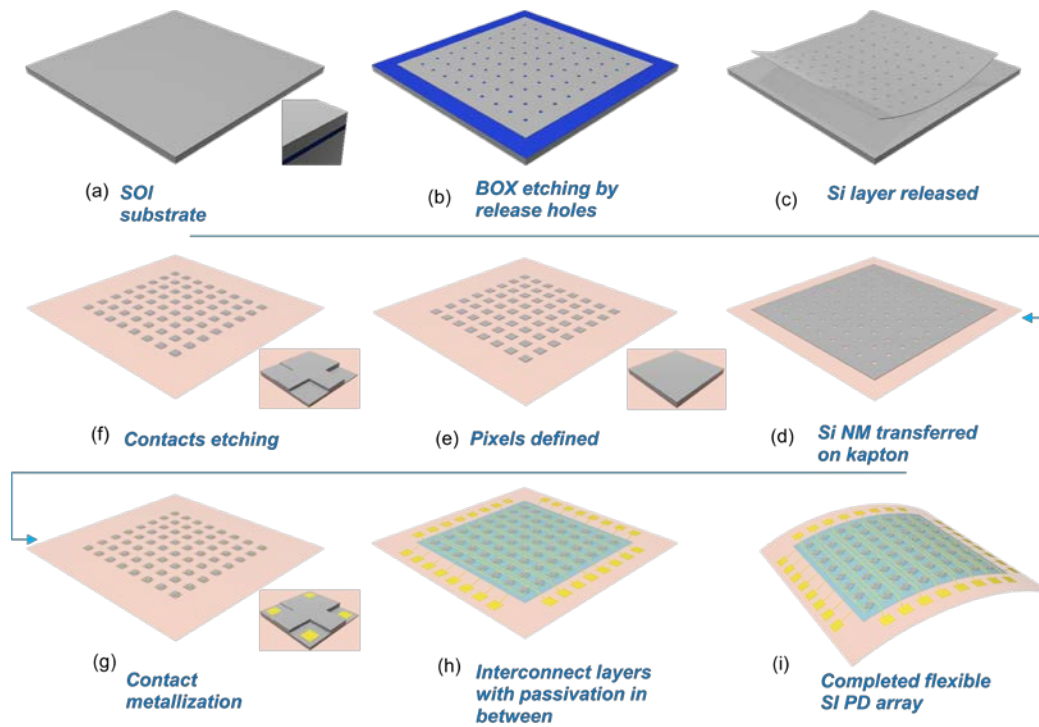 (a) SOI
substrate
(b) BOX etching by
release holes
(c) Si layer released
(f) Contacts etching
(e) Pixels defined
(d) Si NM transferred
on kapton
(g) Contact
metallization
(h) Interconnect layers
with passivation in
between
(i) Completed flexible
SI PD array